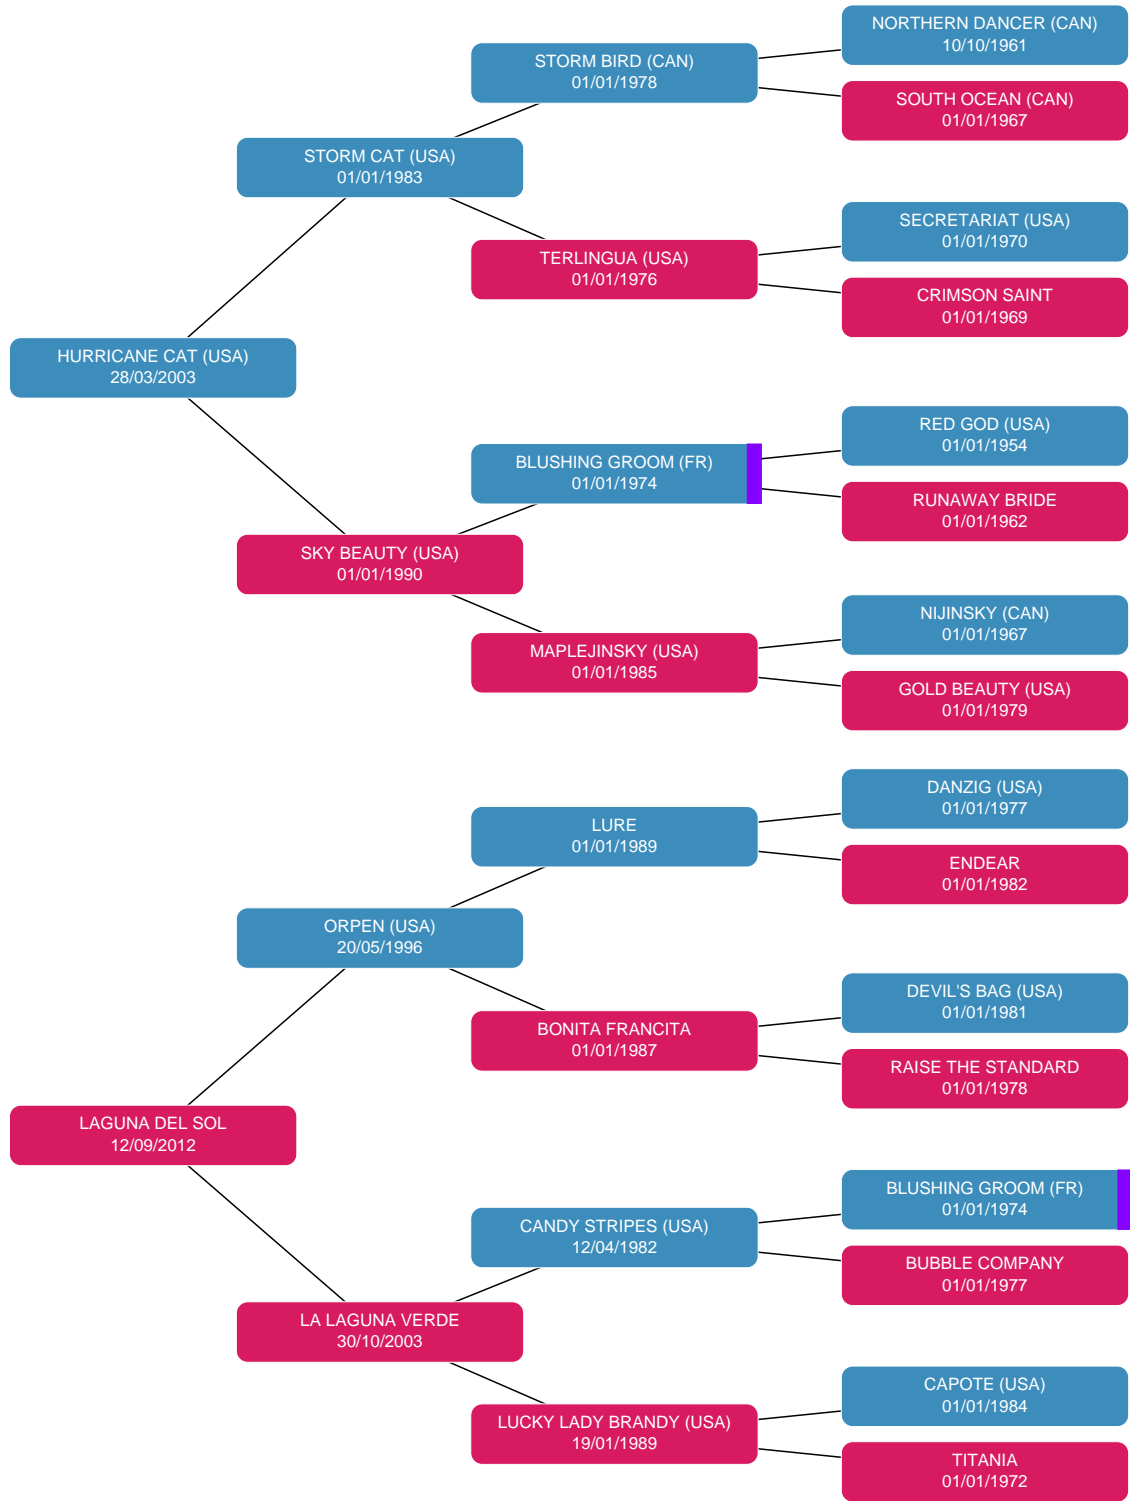 NORTHERN DANCER (CAN)
10/10/1961
STORM BIRD (CAN)
01/01/1978
SOUTH OCEAN (CAN)
01/01/1967
STORM CAT (USA)
01/01/1983
SECRETARIAT (USA)
01/01/1970
TERLINGUA (USA)
01/01/1976
CRIMSON SAINT
01/01/1969
HURRICANE CAT (USA)
28/03/2003
RED GOD (USA)
01/01/1954
BLUSHING GROOM (FR)
01/01/1974
RUNAWAY BRIDE
01/01/1962
SKY BEAUTY (USA)
01/01/1990
NIJINSKY (CAN)
01/01/1967
MAPLEJINSKY (USA)
01/01/1985
GOLD BEAUTY (USA)
01/01/1979
DANZIG (USA)
01/01/1977
LURE
01/01/1989
ENDEAR
01/01/1982
ORPEN (USA)
20/05/1996
DEVIL'S BAG (USA)
01/01/1981
BONITA FRANCITA
01/01/1987
RAISE THE STANDARD
01/01/1978
LAGUNA DEL SOL
12/09/2012
BLUSHING GROOM (FR)
01/01/1974
CANDY STRIPES (USA)
12/04/1982
BUBBLE COMPANY
01/01/1977
LA LAGUNA VERDE
30/10/2003
CAPOTE (USA)
01/01/1984
LUCKY LADY BRANDY (USA)
19/01/1989
TITANIA
01/01/1972